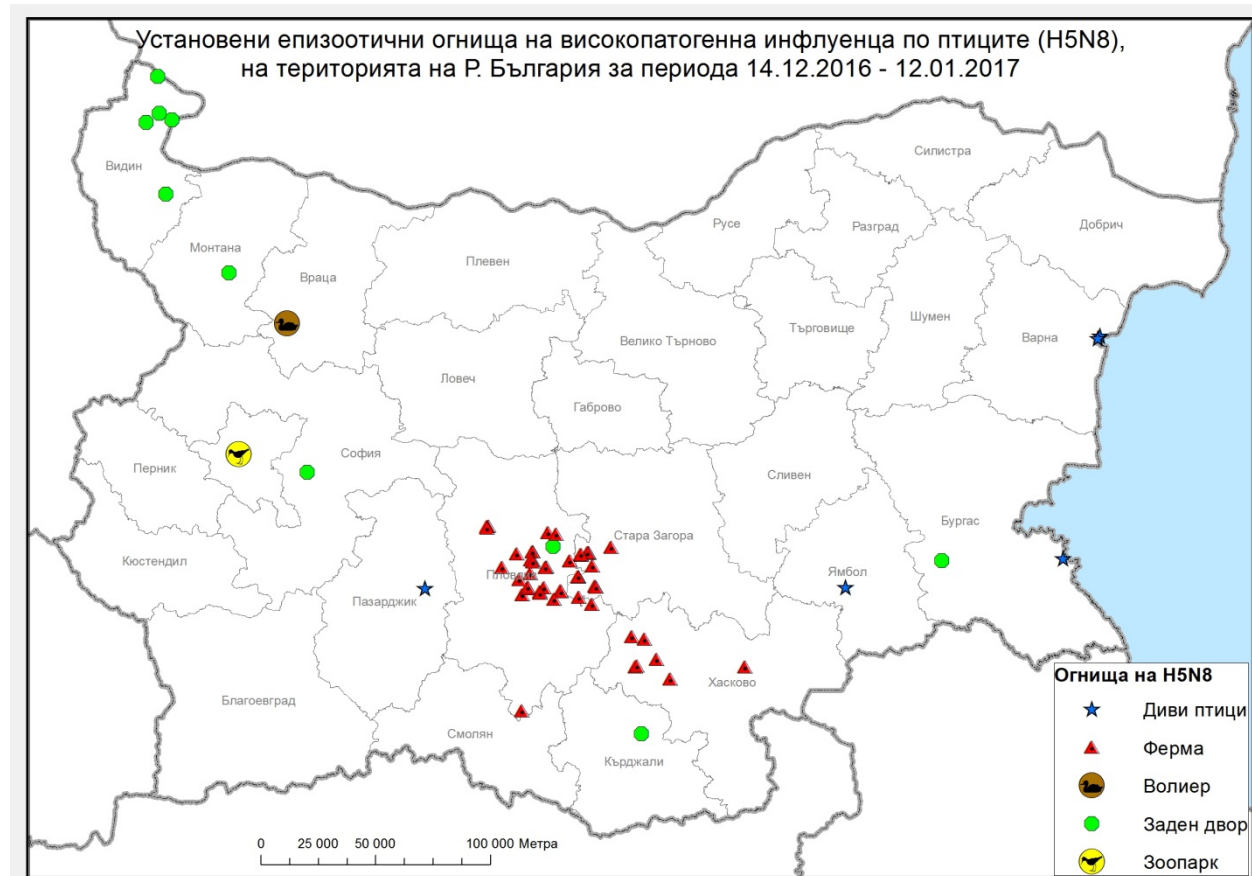 Установени епизоотични огнища на високопатогенна инфлуенца по птиците (H5N8),
на територията на Р. България за периода 14.12.2016 - 12.01.2017
Силистра
Видин
Добрич
Русе
Разград
Монтана
Плевен
Враца
Шумен
Търговище
Варна
Велико Търново
Ловеч
Габрово
София
Перник
Сливен
Бургас
Стара Загора
Кюстендил
Ямбол
Пловдив
Пазарджик
Хасково
Благоевград
Смолян
Кърджали
Огнища на H5N8
Диви птици
Ферма
Волиер
Заден двор
Зоопарк
0 25 000 50 000 100 000 Метра